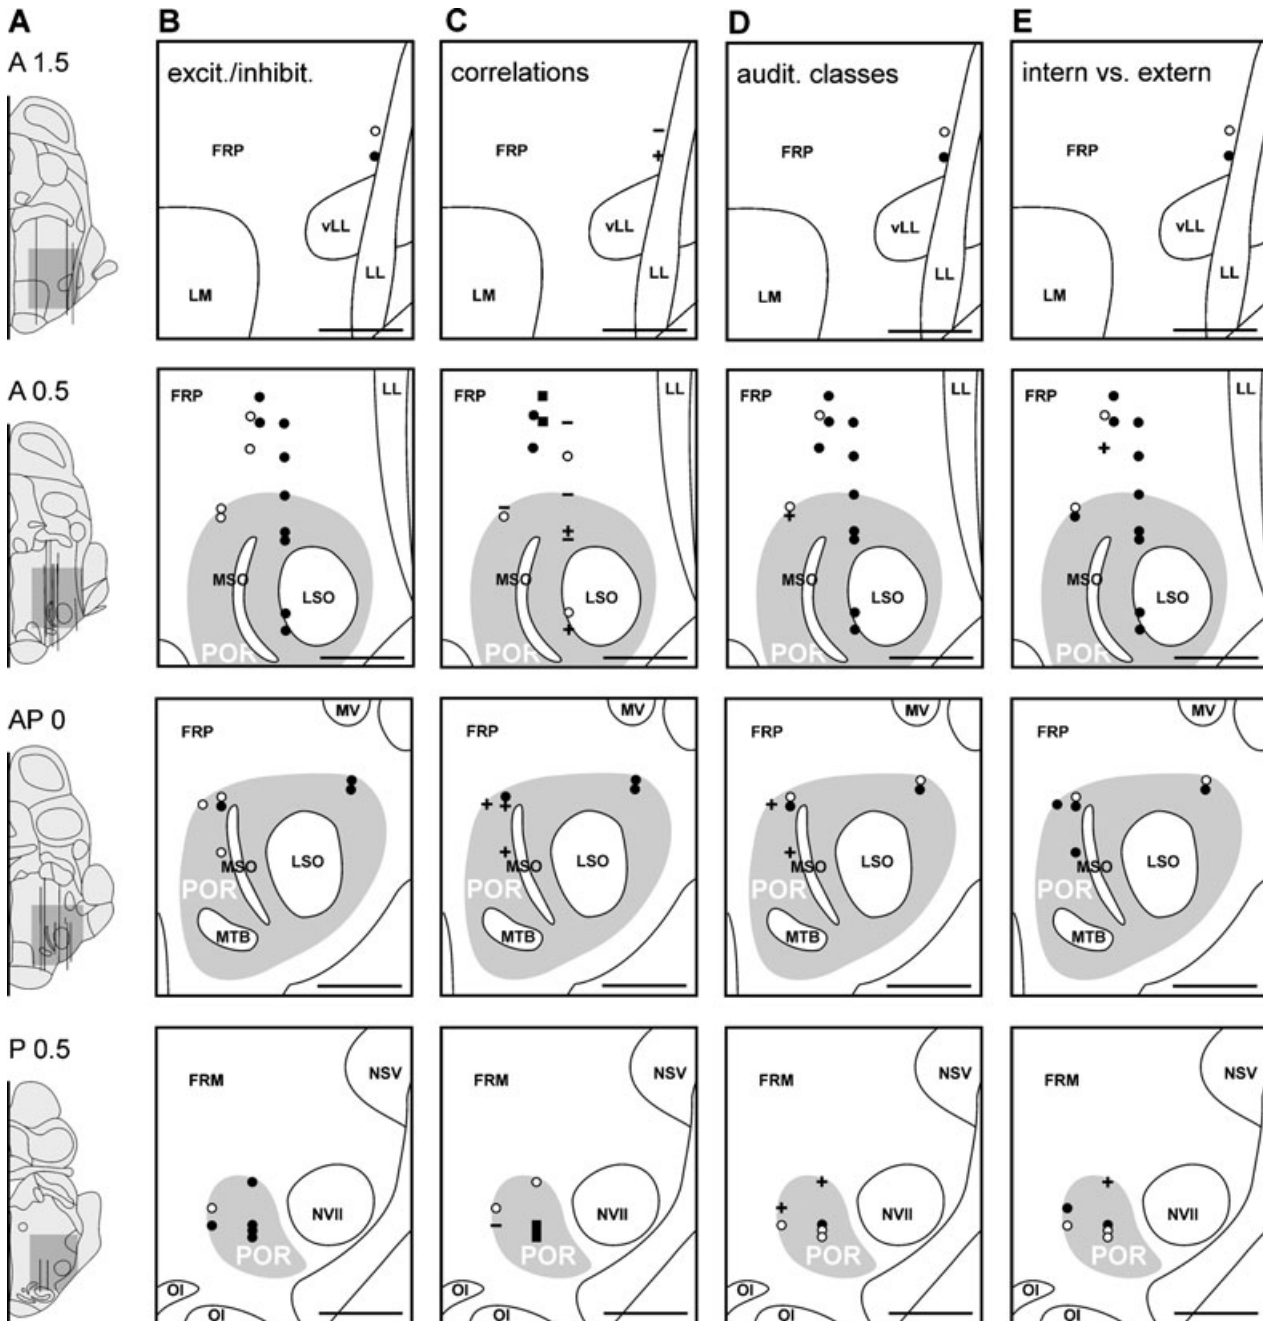 A B C D E
A 1.5
excit./inhibit. correlations audit. classes intern vs. extern
FRP FRP FRP FRP
vLL vLL vLL vLL
LL LL LL LL
LM LM LM LM
A 0.5
FRP LL FRP LL FRP LL FRP LL
MSO MSO MSO MSO
LSO LSO LSO LSO
POR POR POR POR
AP 0
MV MV MV MV
FRP FRP FRP FRP
MSO LSO MSO LSO MSO LSO MSO LSO
POR POR POR POR
MTB MTB MTB MTB
P 0.5
NSV NSV NSV NSV
FRM FRM FRM FRM
NVII NVII NVII NVII
POR POR POR POR
OI OI OI OI
OI OI OI OI